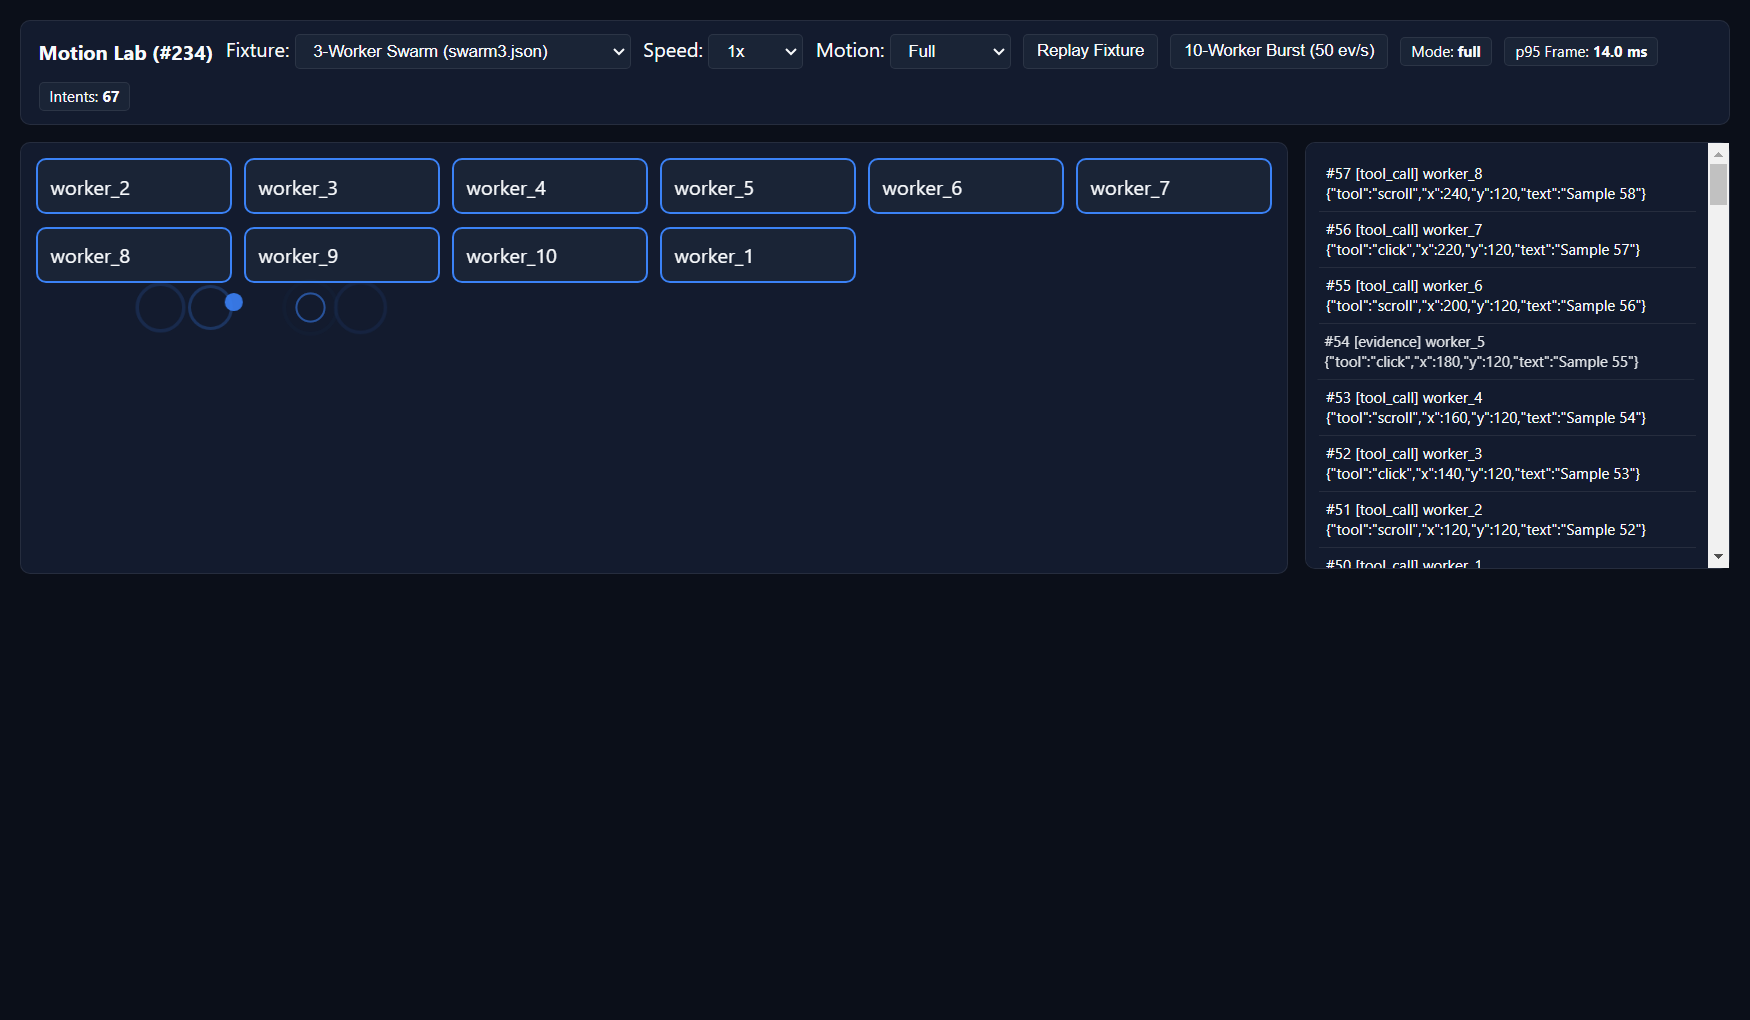 Motion Lab (#234) Fixture: 3-Worker Swarm (swarm3.json) Speed: 1x Motion: Full Replay Fixture 10-Worker Burst (50 ev/s) Mode: full p95 Frame: 14.0 ms
Intents: 67
worker_2 worker_3 worker_4 worker_5 worker_6 worker_7
worker_8 worker_9 worker_10 worker_1
#57 [tool_call] worker_8
{"tool":"scroll","x":240,"y":120,"text":"Sample 58"}
#56 [tool_call] worker_7
{"tool":"click","x":220,"y":120,"text":"Sample 57"}
#55 [tool_call] worker_6
{"tool":"scroll","x":200,"y":120,"text":"Sample 56"}
#54 [evidence] worker_5
{"tool":"click","x":180,"y":120,"text":"Sample 55"}
#53 [tool_call] worker_4
{"tool":"scroll","x":160,"y":120,"text":"Sample 54"}
#52 [tool_call] worker_3
{"tool":"click","x":140,"y":120,"text":"Sample 53"}
#51 [tool_call] worker_2
{"tool":"scroll","x":120,"y":120,"text":"Sample 52"}
#50 [tool_call] worker_1